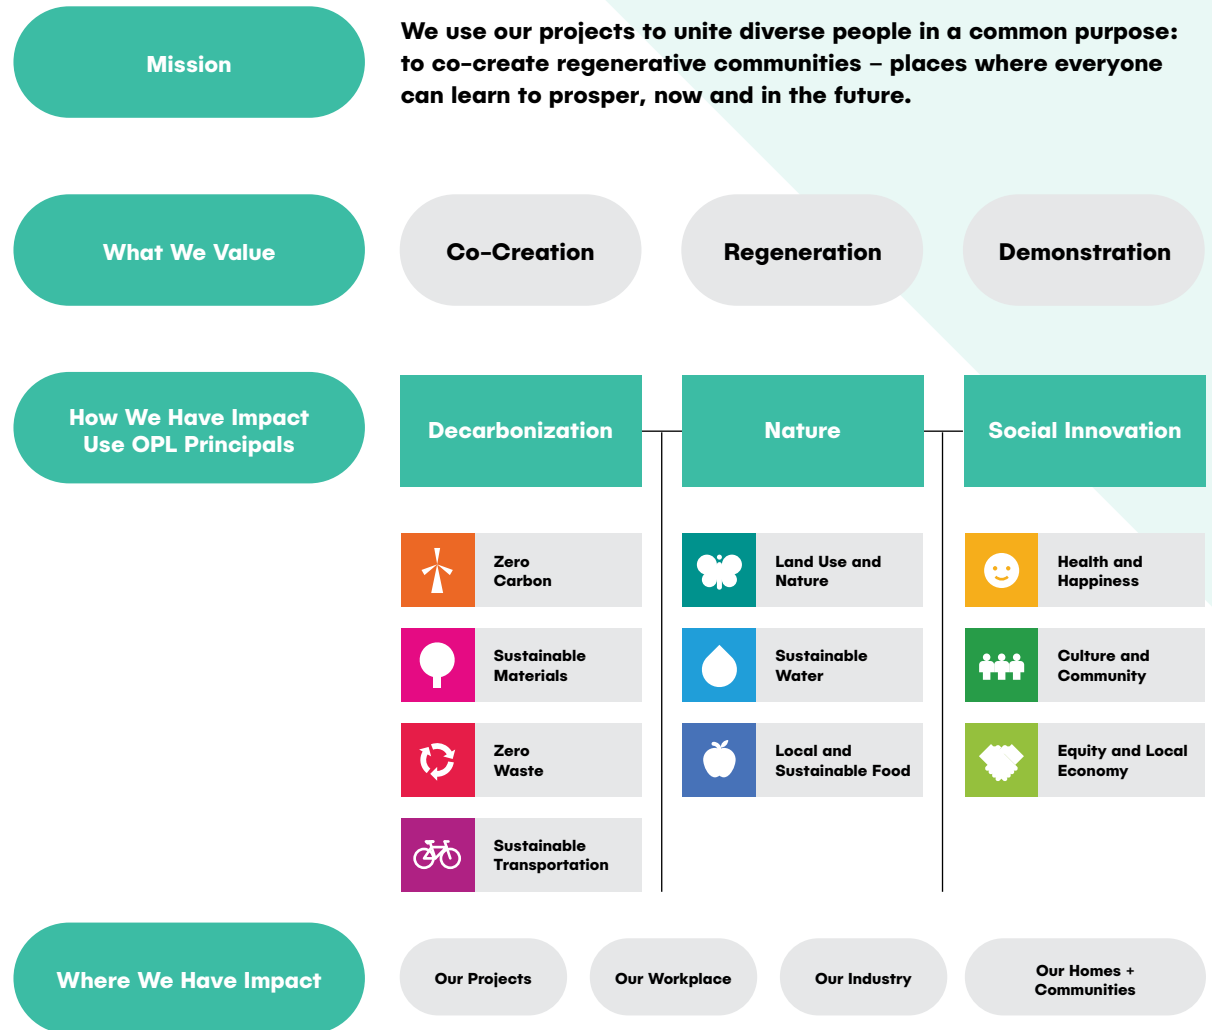 Mission
We use our projects to unite diverse people in a common purpose:
to co-create regenerative communities – places where everyone
can learn to prosper, now and in the future.
What We Value
Co-Creation
Regeneration
Demonstration
How We Have Impact
Use OPL Principals
Decarbonization
Nature
Social Innovation
Zero
Carbon
Sustainable
Materials
Zero
Waste
Sustainable
Transportation
Land Use and
Nature
Sustainable
Water
Local and
Sustainable Food
Health and
Happiness
Culture and
Community
Equity and Local
Economy
Where We Have Impact
Our Projects
Our Workplace
Our Industry
Our Homes +
Communities